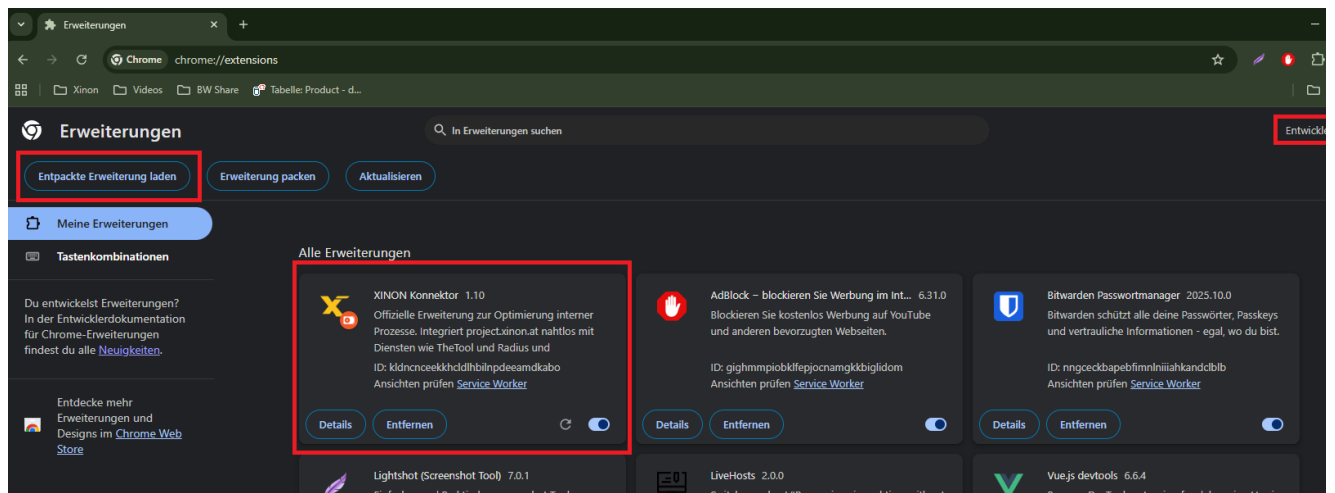 Erweiterungen
Chrome chrome://extensions
Xinon Videos BW Share Tabelle: Product - d...
Erweiterungen
In Erweiterungen suchen
Entpackte Erweiterung laden
Erweiterung packen
Aktualisieren
Meine Erweiterungen
Tastenkombinationen
Du entwickelst Erweiterungen?
In der Entwicklerdokumentation
für Chrome-Erweiterungen
findest du alle Neuigkeiten.
Entdecke mehr
Erweiterungen und
Designs im Chrome Web
Store
Alle Erweiterungen
XINON Konnektor 1.10
Offizielle Erweiterung zur Optimierung interner
Prozesse. Integriert project.xinon.at nahtlos mit
Diensten wie TheTool und Radius und
ID: kldncnceekkhcldlhbilnpdeeamdkabo
Ansichten prüfen Service Worker
Details Entfernen
AdBlock – blockieren Sie Werbung im Int... 6.31.0
Blockieren Sie kostenlos Werbung auf YouTube
und anderen bevorzugten Webseiten.
ID: gighmmpiobklfepjocnamgkkbiglidom
Ansichten prüfen Service Worker
Details Entfernen
Bitwarden Passwortmanager 2025.10.0
Bitwarden schützt alle deine Passwörter, Passkeys
und vertrauliche Informationen - egal, wo du bist.
ID: nngceckbapebfimnlniiiahkandclblb
Ansichten prüfen Service Worker
Details Entfernen
Lightshot (Screenshot Tool) 7.0.1
LiveHosts 2.0.0
Vue.js devtools 6.6.4